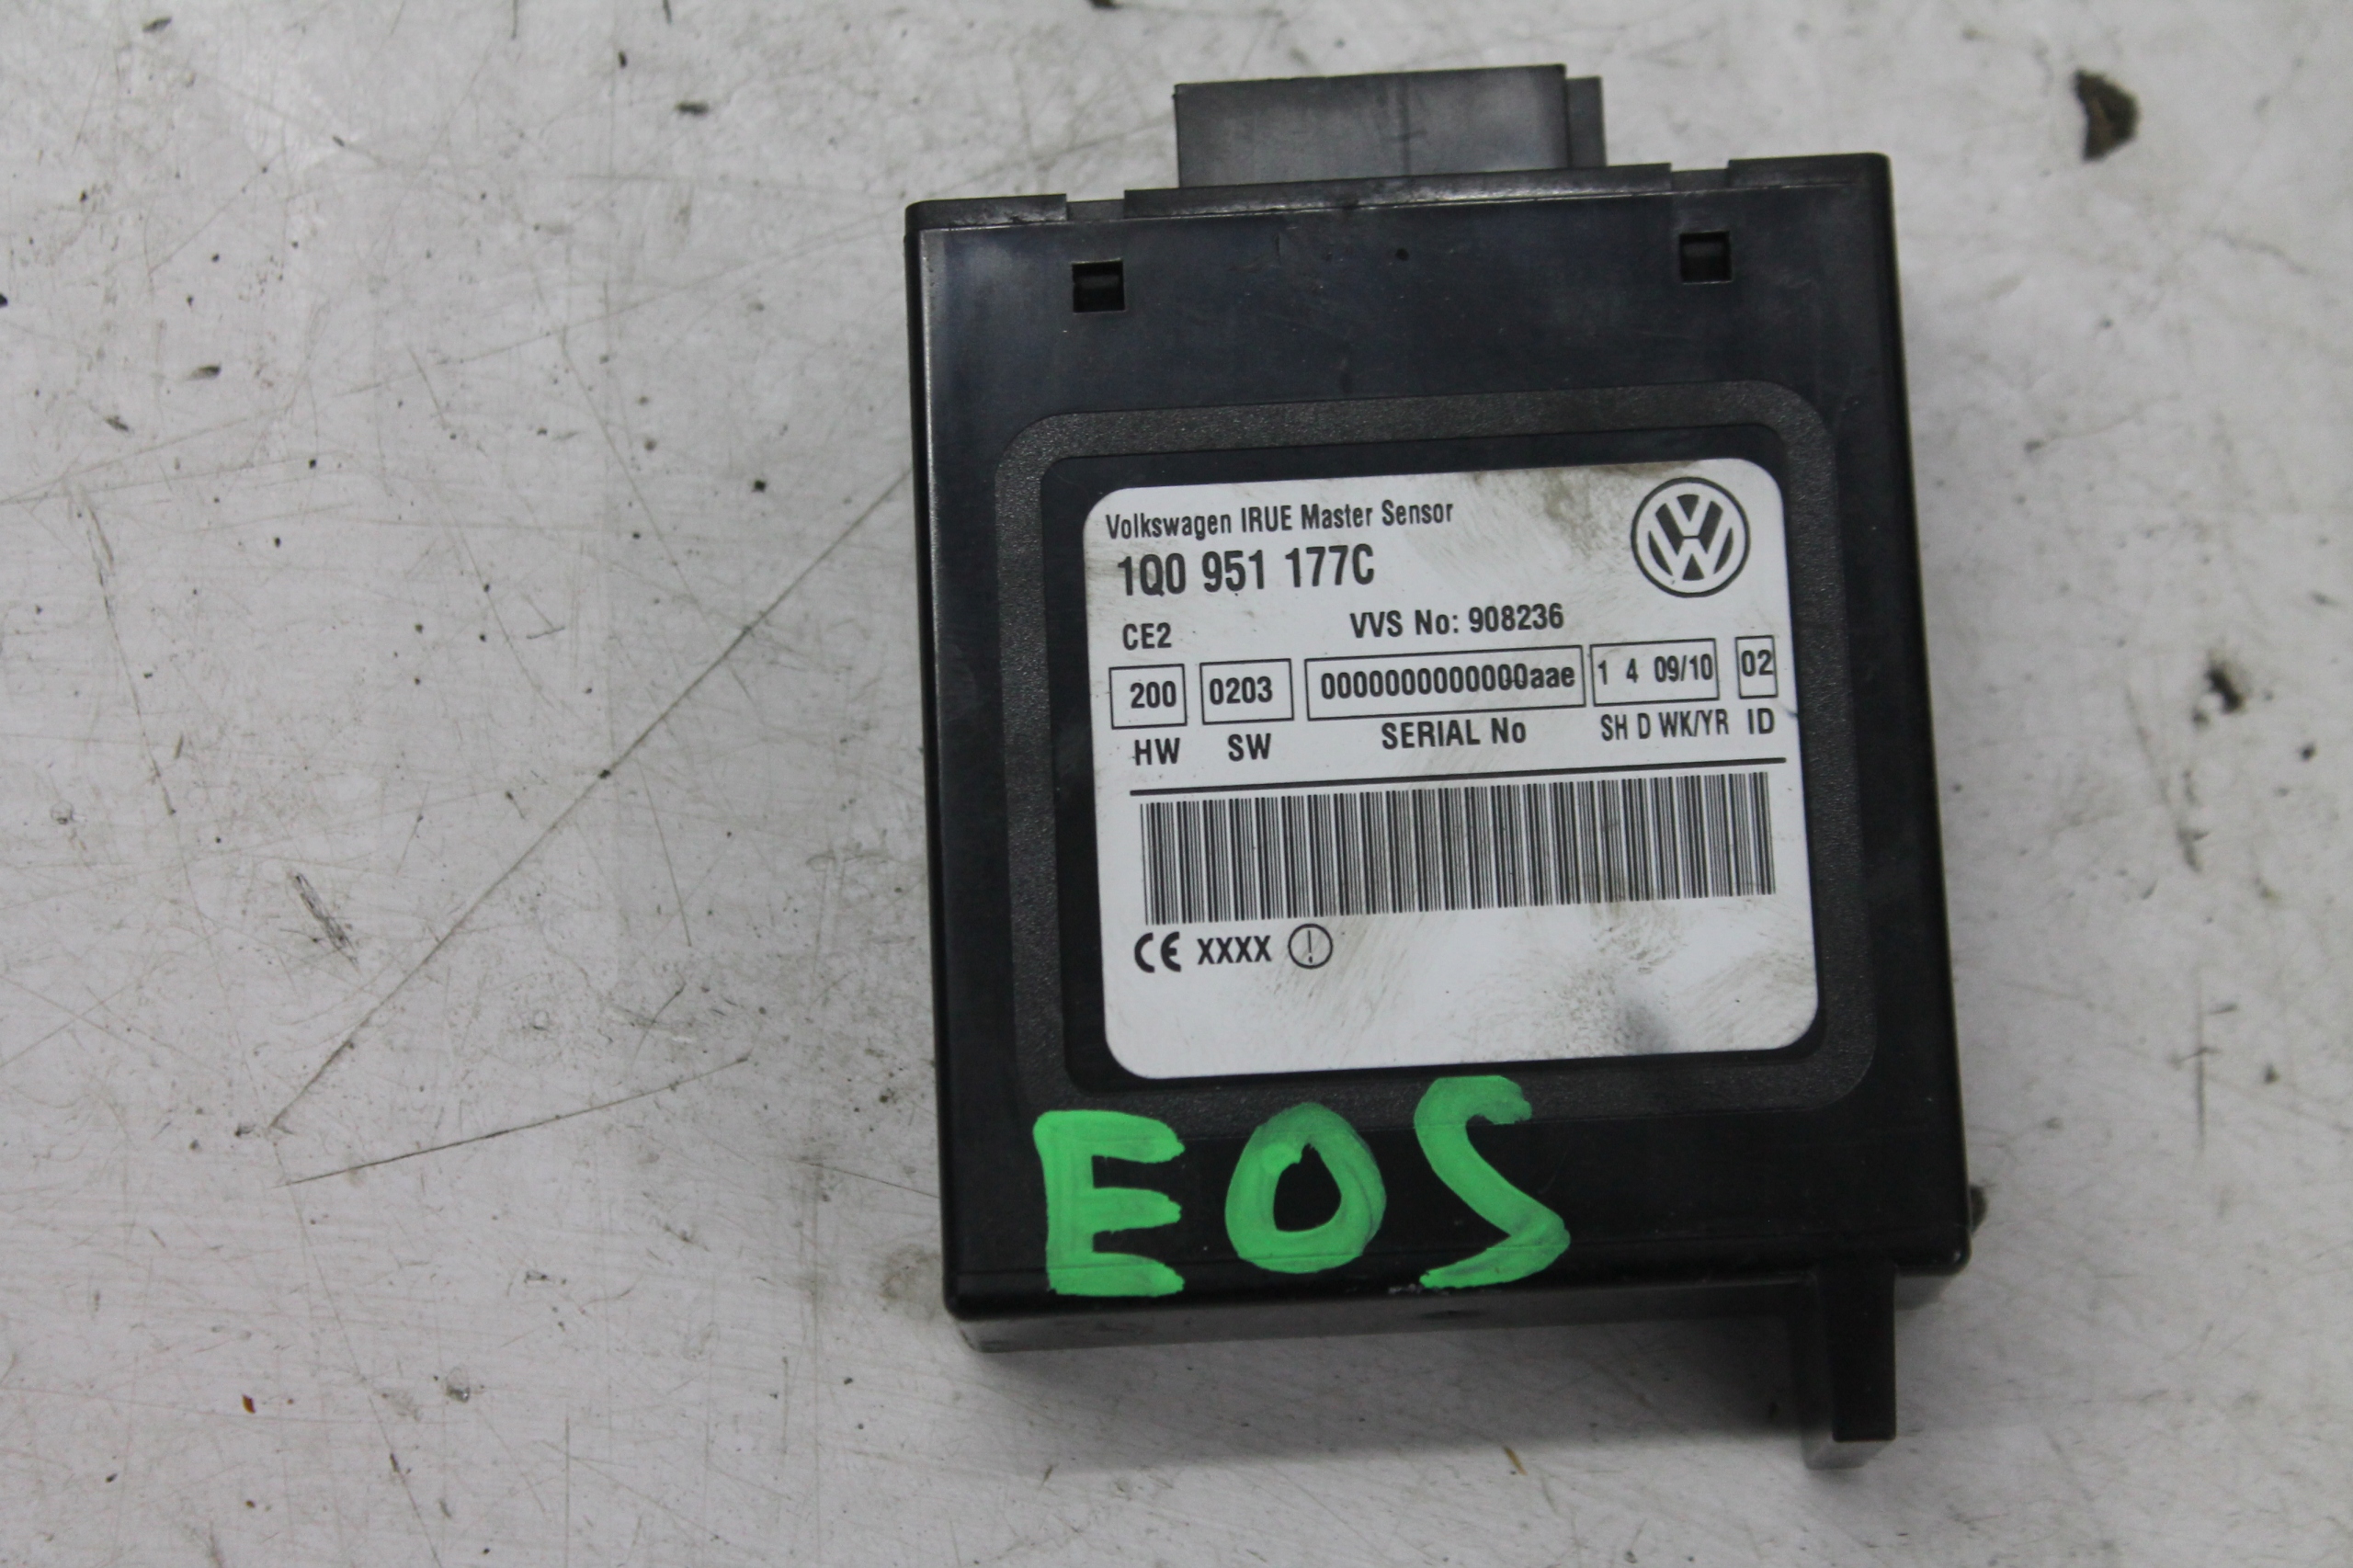 Volkswagen IRUE Master Sensor
1Q0 951 177C
CE2 VVS No: 908236
200 0203 0000000000000aae 1 4 09/10 02
HW SW SERIAL No SH D WK/YR ID
CE XXXX
EOS